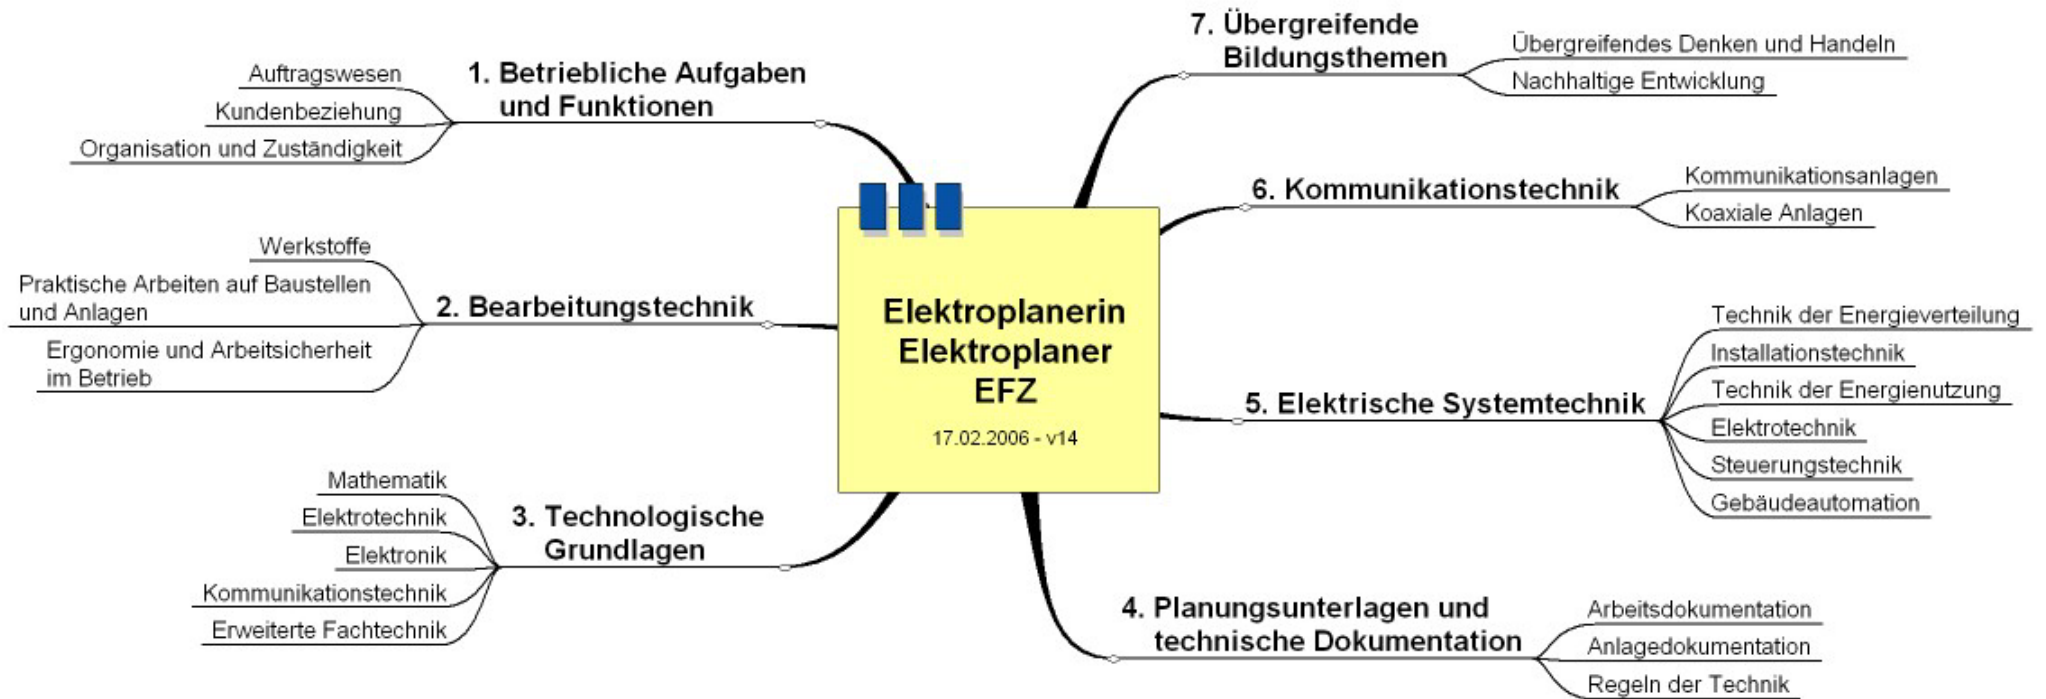 1. Betriebliche Aufgaben
und Funktionen
Auftragswesen
Kundenbeziehung
Organisation und Zuständigkeit
2. Bearbeitungstechnik
Werkstoffe
Praktische Arbeiten auf Baustellen
und Anlagen
Ergonomie und Arbeitsicherheit
im Betrieb
3. Technologische
Grundlagen
Mathematik
Elektrotechnik
Elektronik
Kommunikationstechnik
Erweiterte Fachtechnik
Elektroplanerin
Elektroplaner
EFZ
17.02.2006 - v14
7. Übergreifende
Bildungsthemen
Übergreifendes Denken und Handeln
Nachhaltige Entwicklung
6. Kommunikationstechnik
Kommunikationsanlagen
Koaxiale Anlagen
5. Elektrische Systemtechnik
Technik der Energieverteilung
Installationstechnik
Technik der Energienutzung
Elektrotechnik
Steuerungstechnik
Gebäudeautomation
4. Planungsunterlagen und
technische Dokumentation
Arbeitsdokumentation
Anlagedokumentation
Regeln der Technik